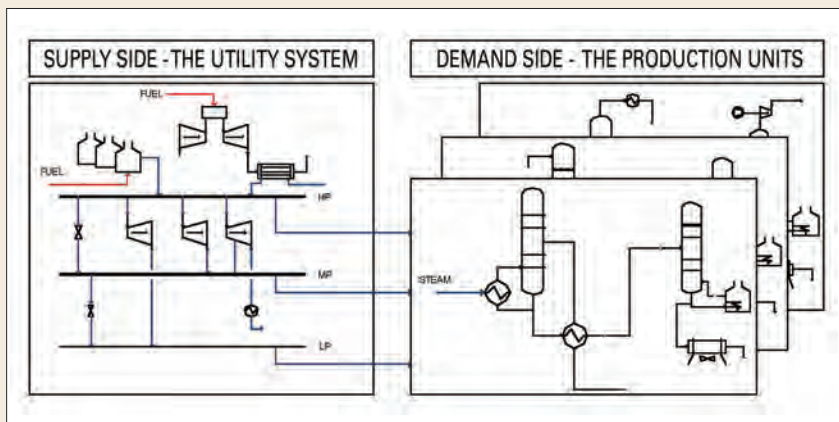 SUPPLY SIDE - THE UTILITY SYSTEM
DEMAND SIDE - THE PRODUCTION UNITS
FUEL
FUEL
HP
MP
STEAM
LP